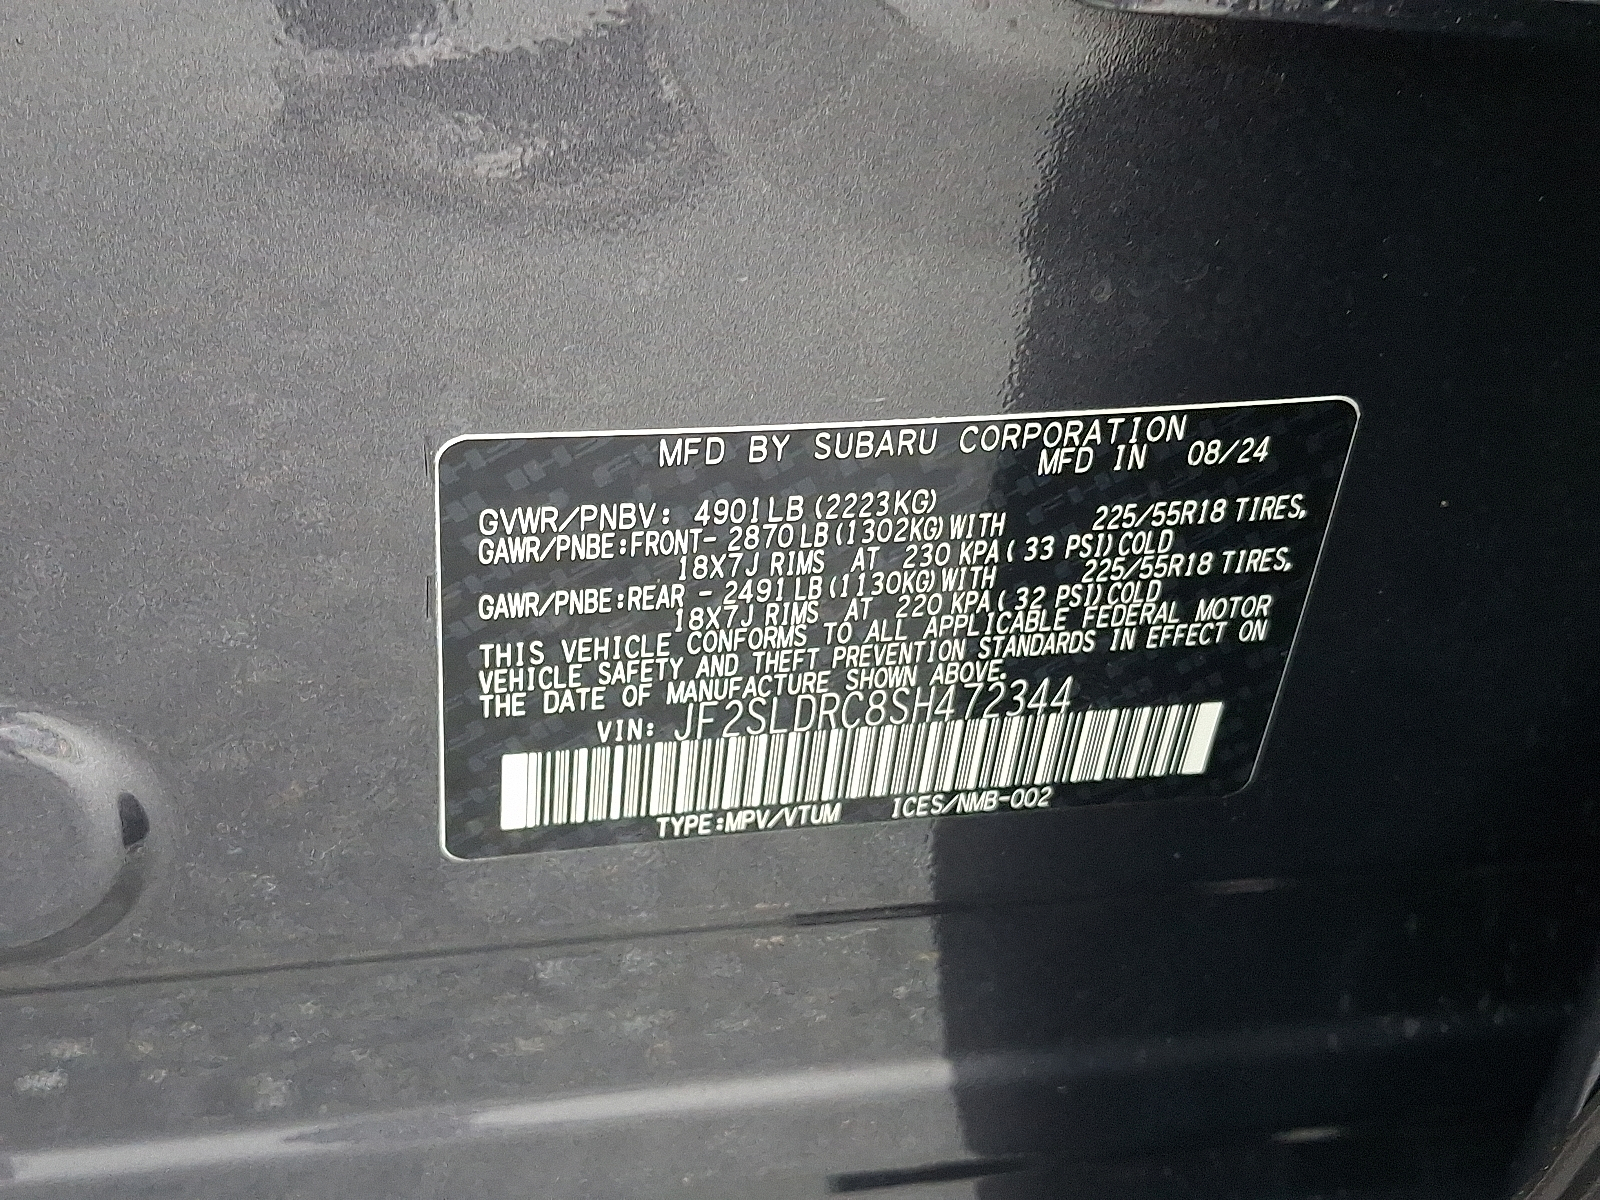 MFD BY SUBARU CORPORATION
MFD IN 08/24
GVWR/PNBV: 4901LB (2223KG)
GAWR/PNBE:FRONT- 2870LB(1302KG)WITH 225/55R18 TIRES,
18X7J RIMS AT 230 KPA( 33 PSI)COLD
GAWR/PNBE:REAR - 2491LB(1130KG)WITH 225/55R18 TIRES,
18X7J RIMS AT 220 KPA( 32 PSI)COLD
THIS VEHICLE CONFORMS TO ALL APPLICABLE FEDERAL MOTOR
VEHICLE SAFETY AND THEFT PREVENTION STANDARDS IN EFFECT ON
THE DATE OF MANUFACTURE SHOWN ABOVE.
VIN: JF2SLDRC8SH472344
TYPE:MPV/VTUM ICES/NMB-002